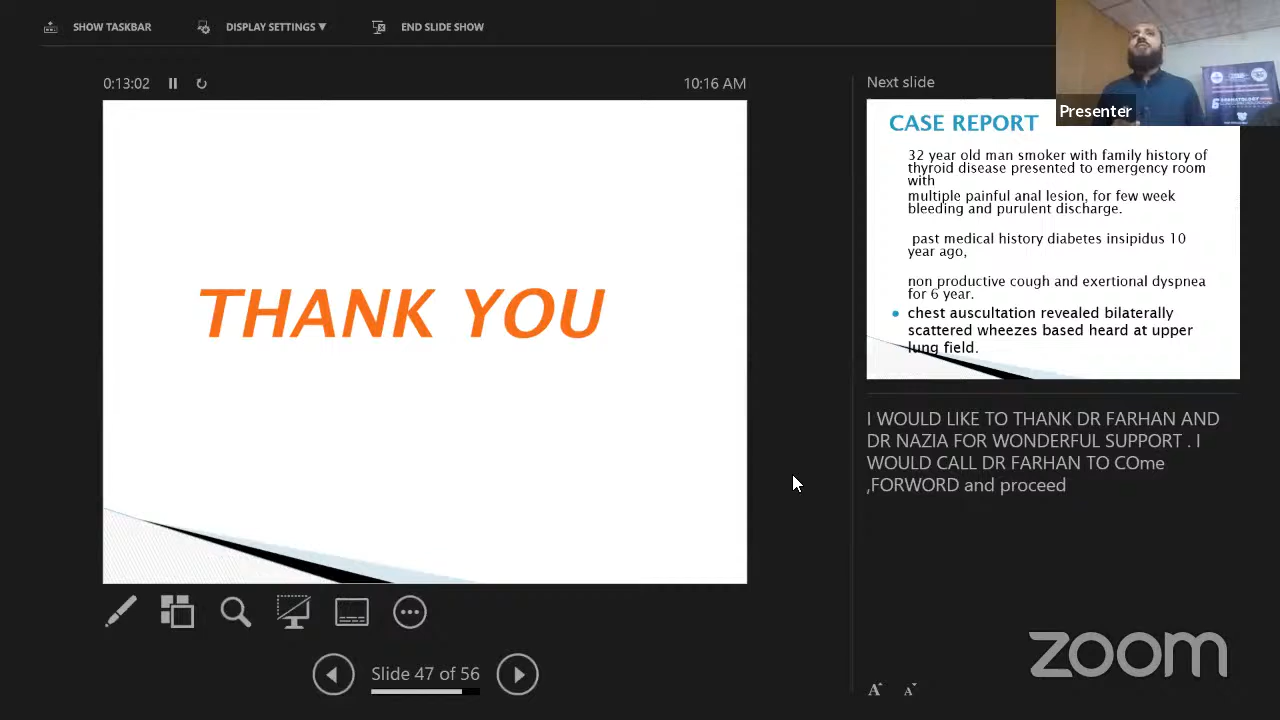 SHOW TASKBAR
DISPLAY SETTINGS ▼
END SLIDE SHOW
0:13:02
10:16 AM
THANK YOU
Slide 47 of 56
Next slide
Presenter
CASE REPORT
32 year old man smoker with family history of
thyroid disease presented to emergency room
with
multiple painful anal lesion, for few week
bleeding and purulent discharge.
past medical history diabetes insipidus 10
year ago,
non productive cough and exertional dyspnea
for 6 year.
chest auscultation revealed bilaterally
scattered wheezes based heard at upper
lung field.
I WOULD LIKE TO THANK DR FARHAN AND
DR NAZIA FOR WONDERFUL SUPPORT . I
WOULD CALL DR FARHAN TO COme
,FORWORD and proceed
A A
zoom